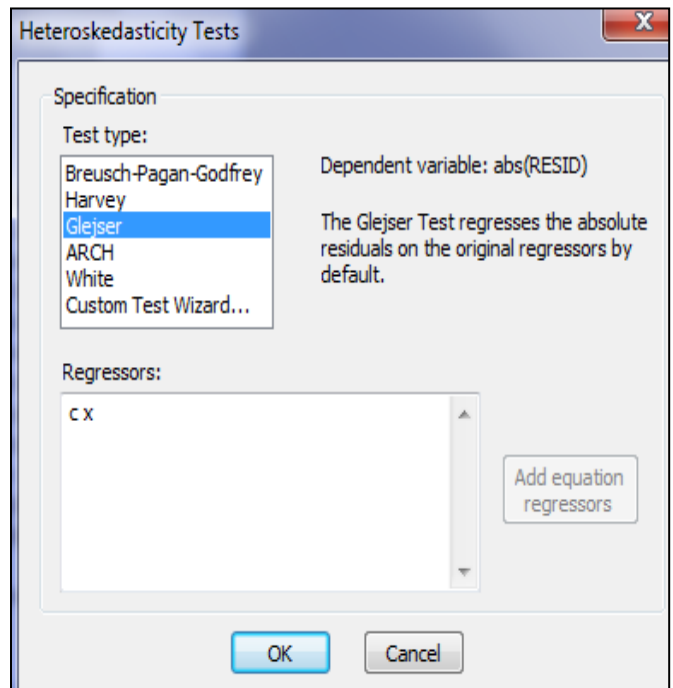 Heteroskedasticity Tests
X
Specification
Test type:
Breusch-Pagan-Godfrey
Harvey
Glejser
ARCH
White
Custom Test Wizard...
Dependent variable: abs(RESID)
The Glejser Test regresses the absolute
residuals on the original regressors by
default.
Regressors:
c x
Add equation
regressors
OK
Cancel